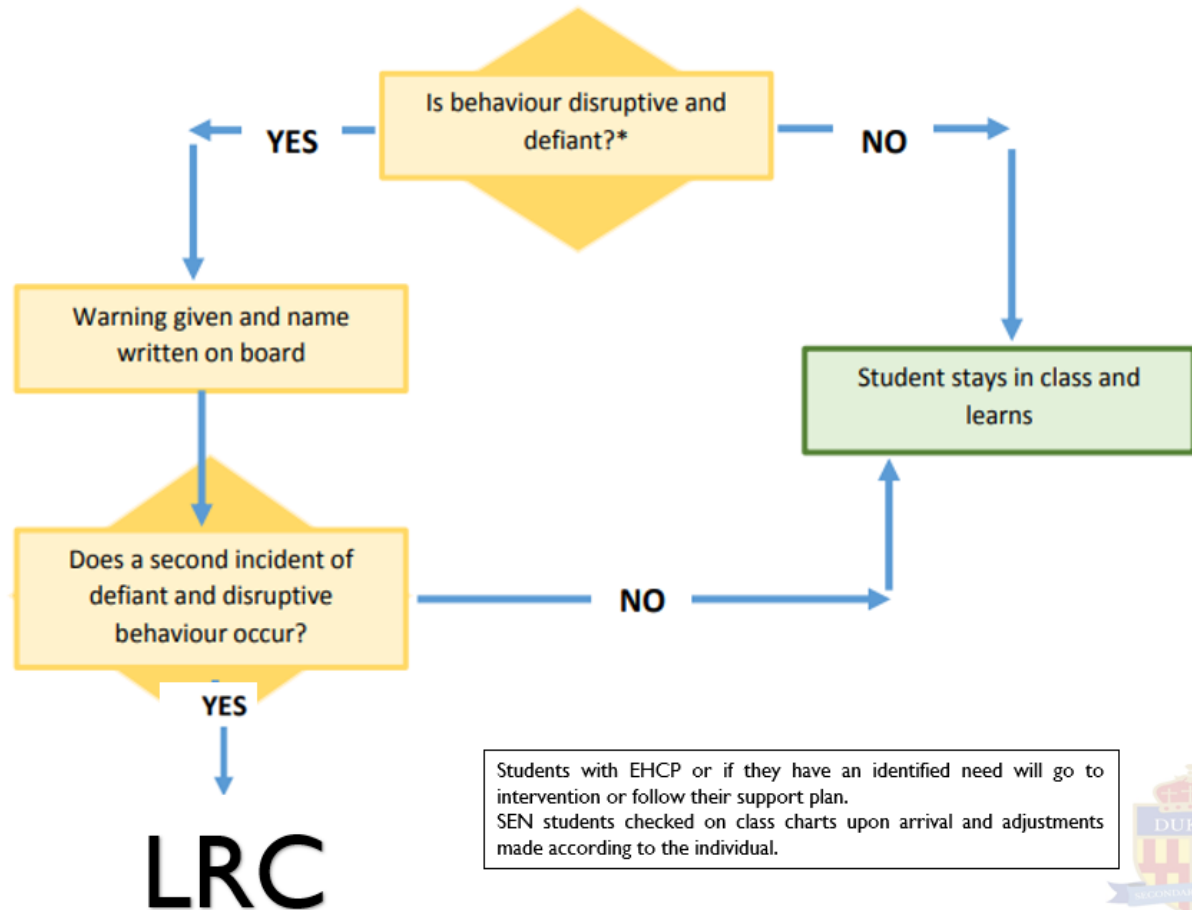 Is behaviour disruptive and
defiant?*
YES
NO
Warning given and name
written on board
Student stays in class and
learns
Does a second incident of
defiant and disruptive
behaviour occur?
NO
YES
LRC
Students with EHCP or if they have an identified need will go to
intervention or follow their support plan.
SEN students checked on class charts upon arrival and adjustments
made according to the individual.